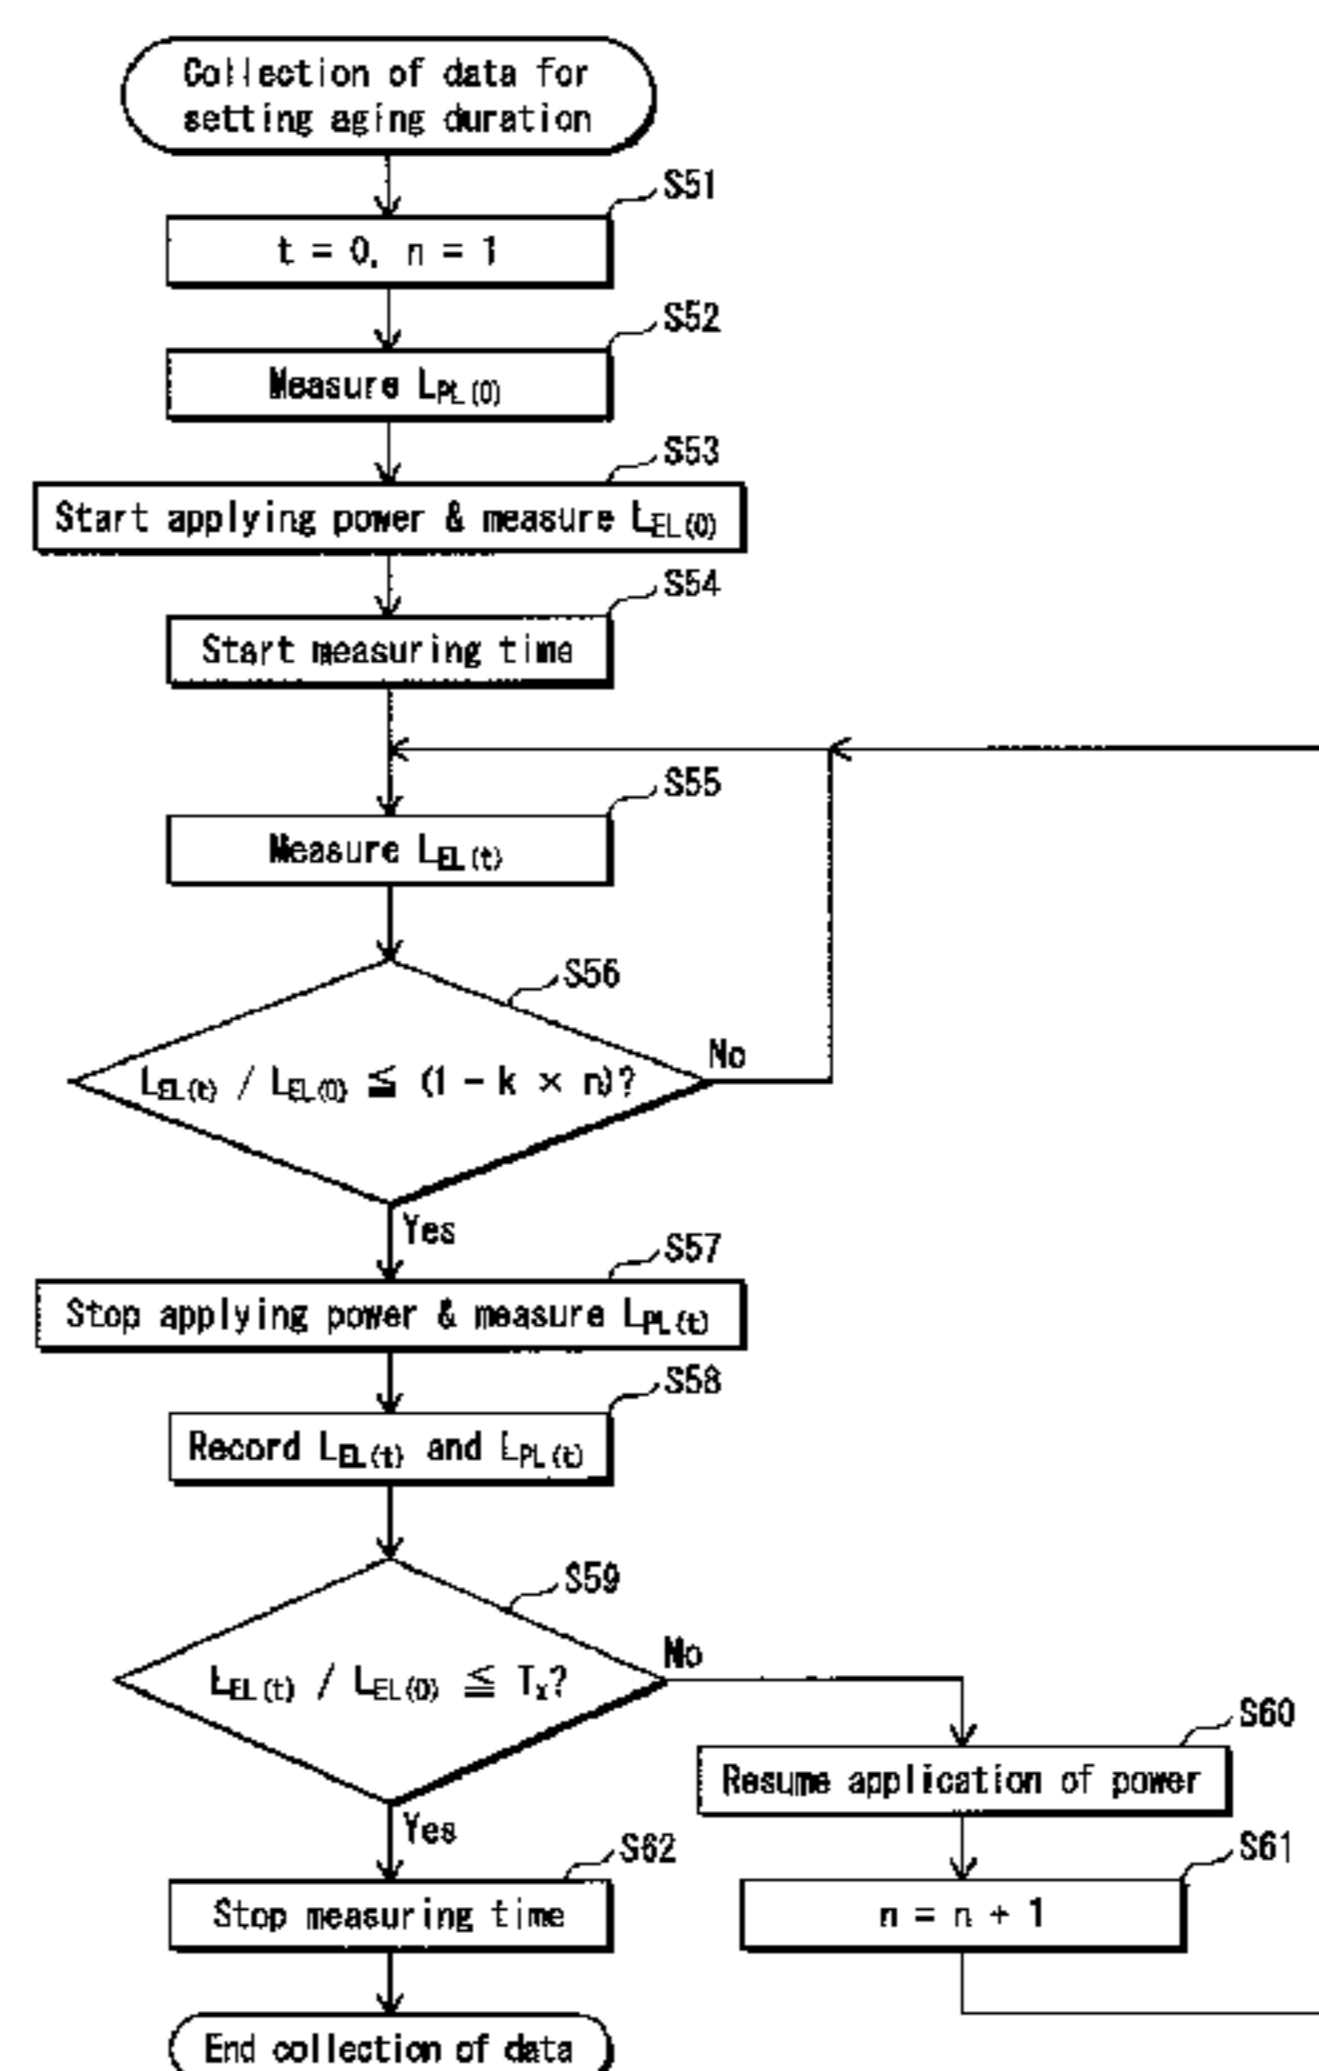 Collection of data for
setting aging duration
S51
t = 0, n = 1
S52
Measure LPL(0)
S53
Start applying power & measure LEL(0)
S54
Start measuring time
S55
Measure LEL(t)
S56
LEL(t) / LEL(0) ≦ (1 - k × n)?
No
Yes
S57
Stop applying power & measure LPL(t)
S58
Record LEL(t) and LPL(t)
S59
LEL(t) / LEL(0) ≦ Tx?
No
Yes
S60
Resume application of power
S61
n = n + 1
S62
Stop measuring time
End collection of data